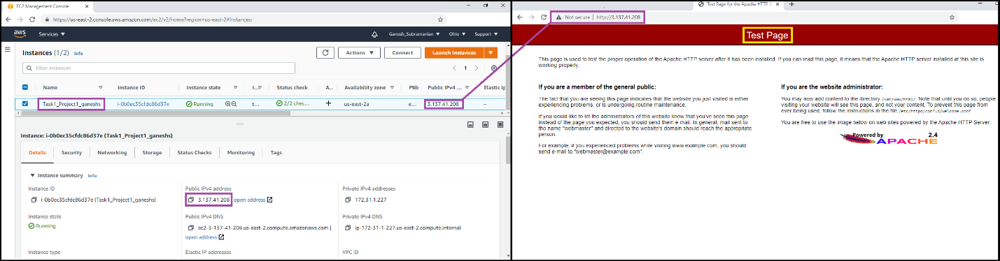 EC2 Management Console
https://us-east-2.console.aws.amazon.com/ec2/v2/home?region=us-east-2#Instances:
aws Services Ganesh_Subramanian Ohio Support
Instances (1/2) Info Actions Connect Launch instances
Filter instances 1
Name Instance ID Instance state I... Status check A.. Availability zone Plib Public IPv4 ... Elastic IP
Task1_Project1_ganeshs i-0b0ec35cfdc86d37e Running t... 2/2 chec... us-east-2a 3.137.41.208 –
Instance: i-0b0ec35cfdc86d37e (Task1_Project1_ganeshs)
Details Security Networking Storage Status Checks Monitoring Tags
Instance summary Info
Instance ID Public IPv4 address Private IPv4 addresses
i-0b0ec35cfdc86d37e (Task1_Project1_ganeshs) 3.137.41.208 open address 172.31.1.227
Instance state Public IPv4 DNS Private IPv4 DNS
Running ec2-3-137-41-208.us-east-2.compute.amazonaws.com | ip-172-31-1-227.us-east-2.compute.internal
open address
Instance type Elastic IP addresses VPC ID
Test Page for the Apache HTTP S
Not secure | http://3.137.41.208
Test Page
This page is used to test the proper operation of the Apache HTTP server after it has been installed. If you can read this page, it means that the Apache HTTP server installed at this site is
working properly.
If you are a member of the general public:
The fact that you are seeing this page indicates that the website you just visited is either
experiencing problems, or is undergoing routine maintenance.
If you would like to let the administrators of this website know that you've seen this page
instead of the page you expected, you should send them e-mail. In general, mail sent to
the name "webmaster" and directed to the website's domain should reach the appropriate
person.
For example, if you experienced problems while visiting www.example.com, you should
send e-mail to "webmaster@example.com".
If you are the website administrator:
You may now add content to the directory /var/www/html/. Note that until you do so, people
visiting your website will see this page, and not your content. To prevent this page from
ever being used, follow the instructions in the file /etc/httpd/conf.d/welcome.conf.
You are free to use the image below on web sites powered by the Apache HTTP Server:
Powered by 2.4
APACHE